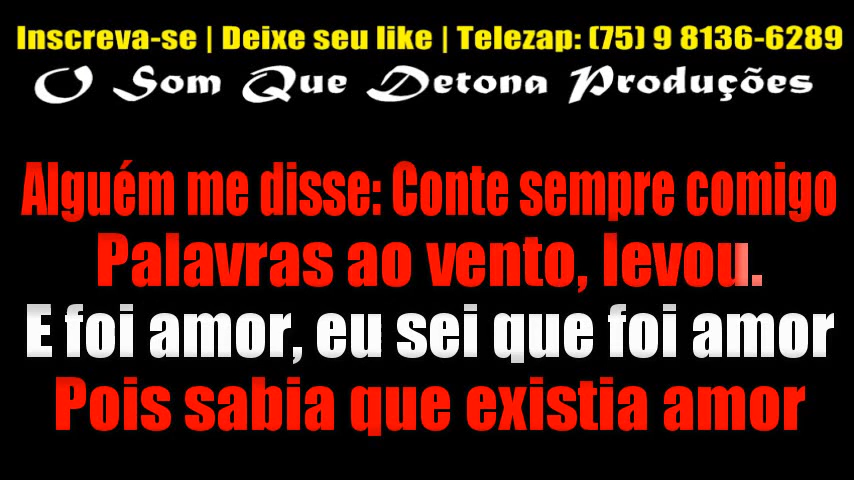 Inscreva-se | Deixe seu like | Telezap: (75) 9 8136-6289
O Som Que Detona Produções
Alguém me disse: Conte sempre comigo
Palavras ao vento, levou.
E foi amor, eu sei que foi amor
Pois sabia que existia amor